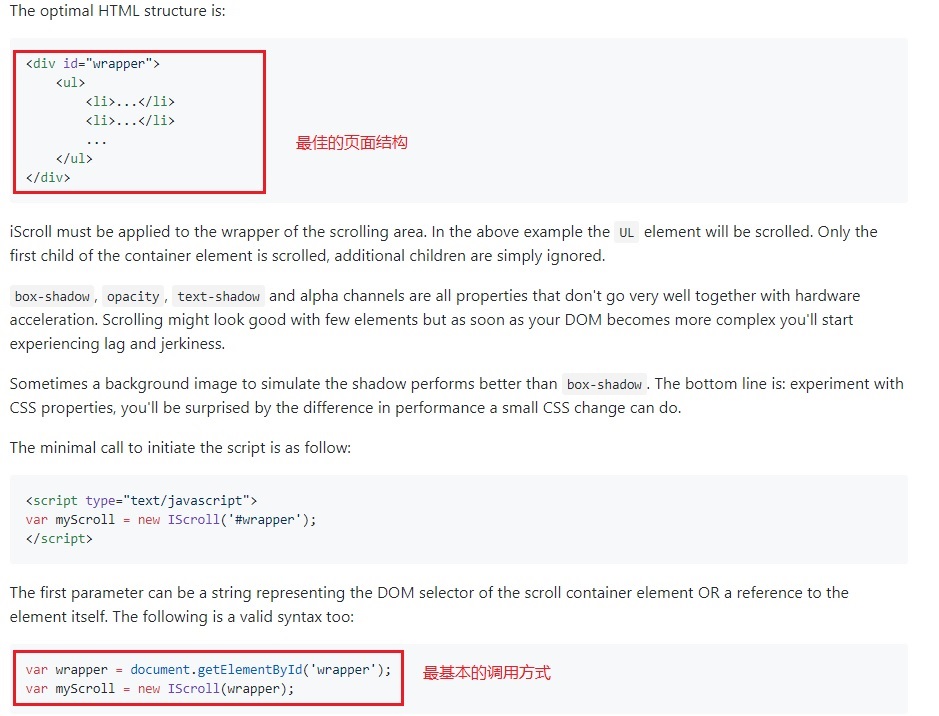 The optimal HTML structure is:
<div id="wrapper">
    <ul>
        <li>...</li>
        <li>...</li>
        ...
    </ul>
</div>
最佳的页面结构
iScroll must be applied to the wrapper of the scrolling area. In the above example the UL element will be scrolled. Only the
first child of the container element is scrolled, additional children are simply ignored.
box-shadow, opacity, text-shadow and alpha channels are all properties that don't go very well together with hardware
acceleration. Scrolling might look good with few elements but as soon as your DOM becomes more complex you'll start
experiencing lag and jerkiness.
Sometimes a background image to simulate the shadow performs better than box-shadow. The bottom line is: experiment with
CSS properties, you'll be surprised by the difference in performance a small CSS change can do.
The minimal call to initiate the script is as follow:
<script type="text/javascript">
var myScroll = new IScroll('#wrapper');
</script>
The first parameter can be a string representing the DOM selector of the scroll container element OR a reference to the
element itself. The following is a valid syntax too:
var wrapper = document.getElementById('wrapper');
var myScroll = new IScroll(wrapper);
最基本的调用方式